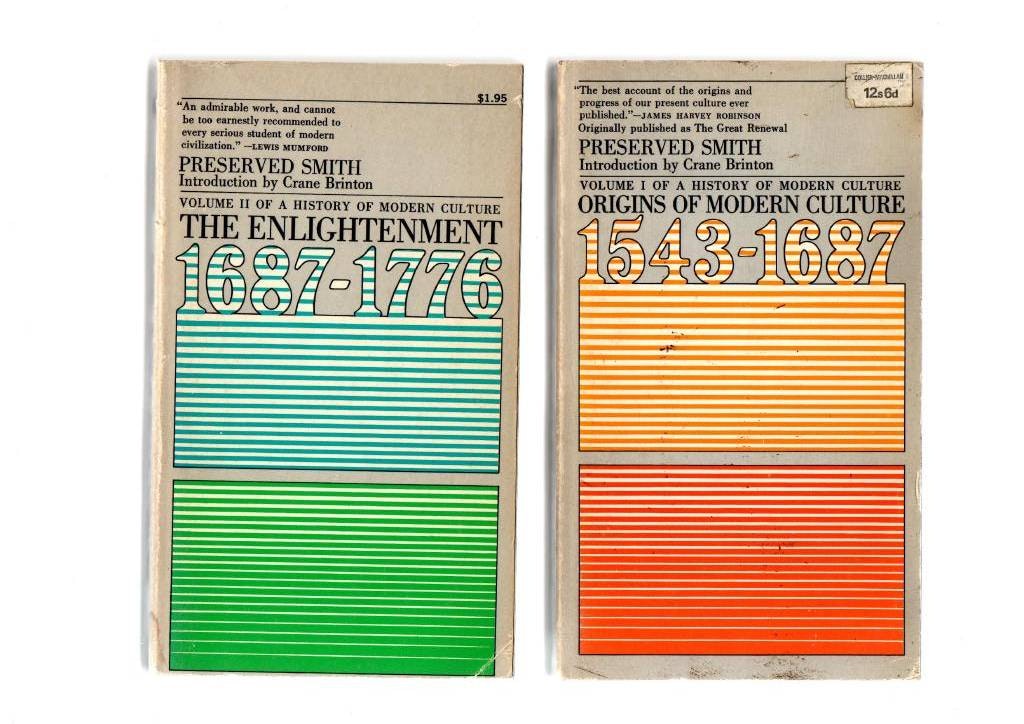 $1.95
"An admirable work, and cannot
be too earnestly recommended to
every serious student of modern
civilization." —LEWIS MUMFORD
PRESERVED SMITH
Introduction by Crane Brinton
VOLUME II OF A HISTORY OF MODERN CULTURE
THE ENLIGHTENMENT
1687-1776
COLLIER-MACMILLAN
12s6d
"The best account of the origins and
progress of our present culture ever
published."—JAMES HARVEY ROBINSON
Originally published as The Great Renewal
PRESERVED SMITH
Introduction by Crane Brinton
VOLUME I OF A HISTORY OF MODERN CULTURE
ORIGINS OF MODERN CULTURE
1543-1687